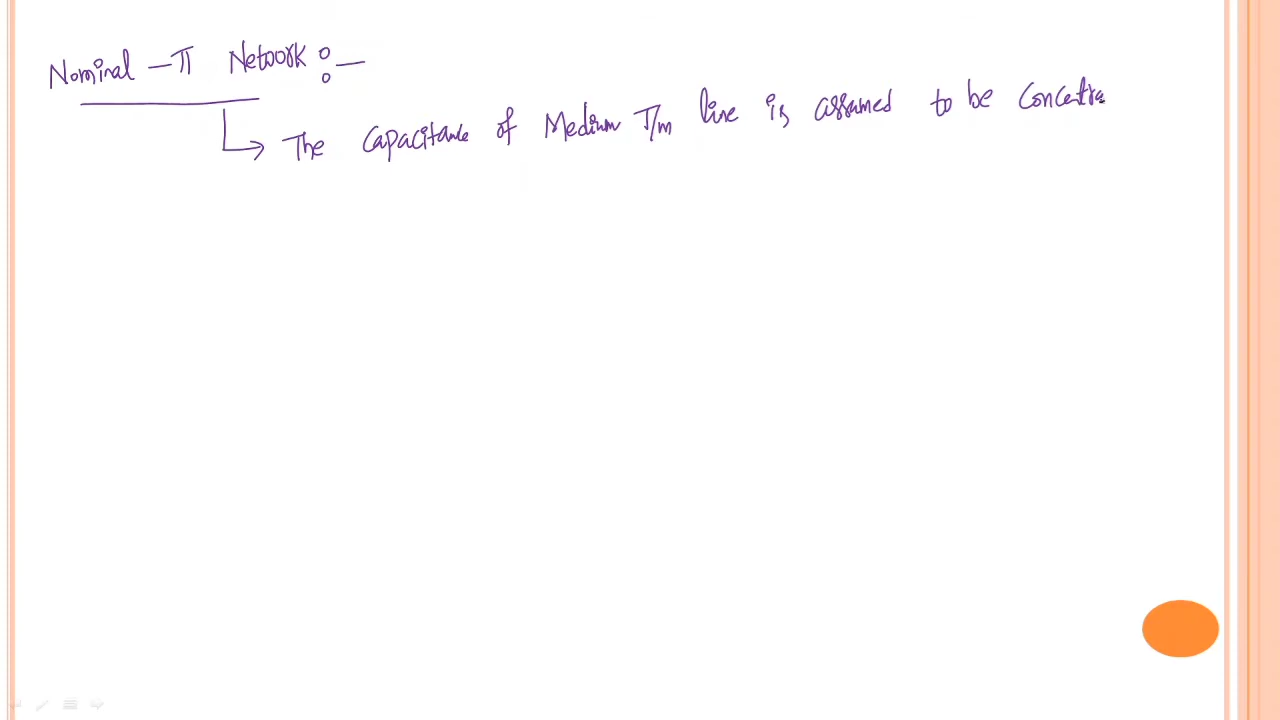 Nominal - π Network :-
The Capacitance of Medium T/m line is assumed to be Concentra